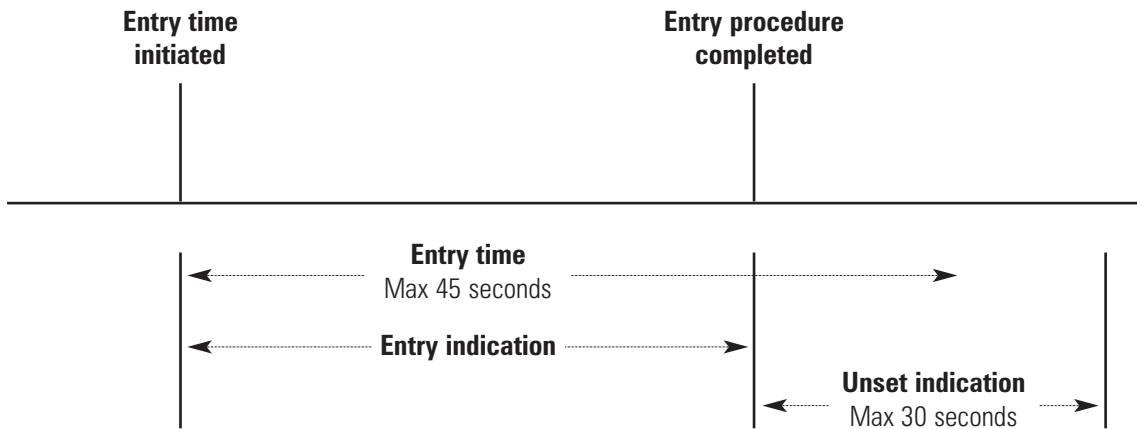 Entry time
initiated
Entry procedure
completed
Entry time
Max 45 seconds
Entry indication
Unset indication
Max 30 seconds